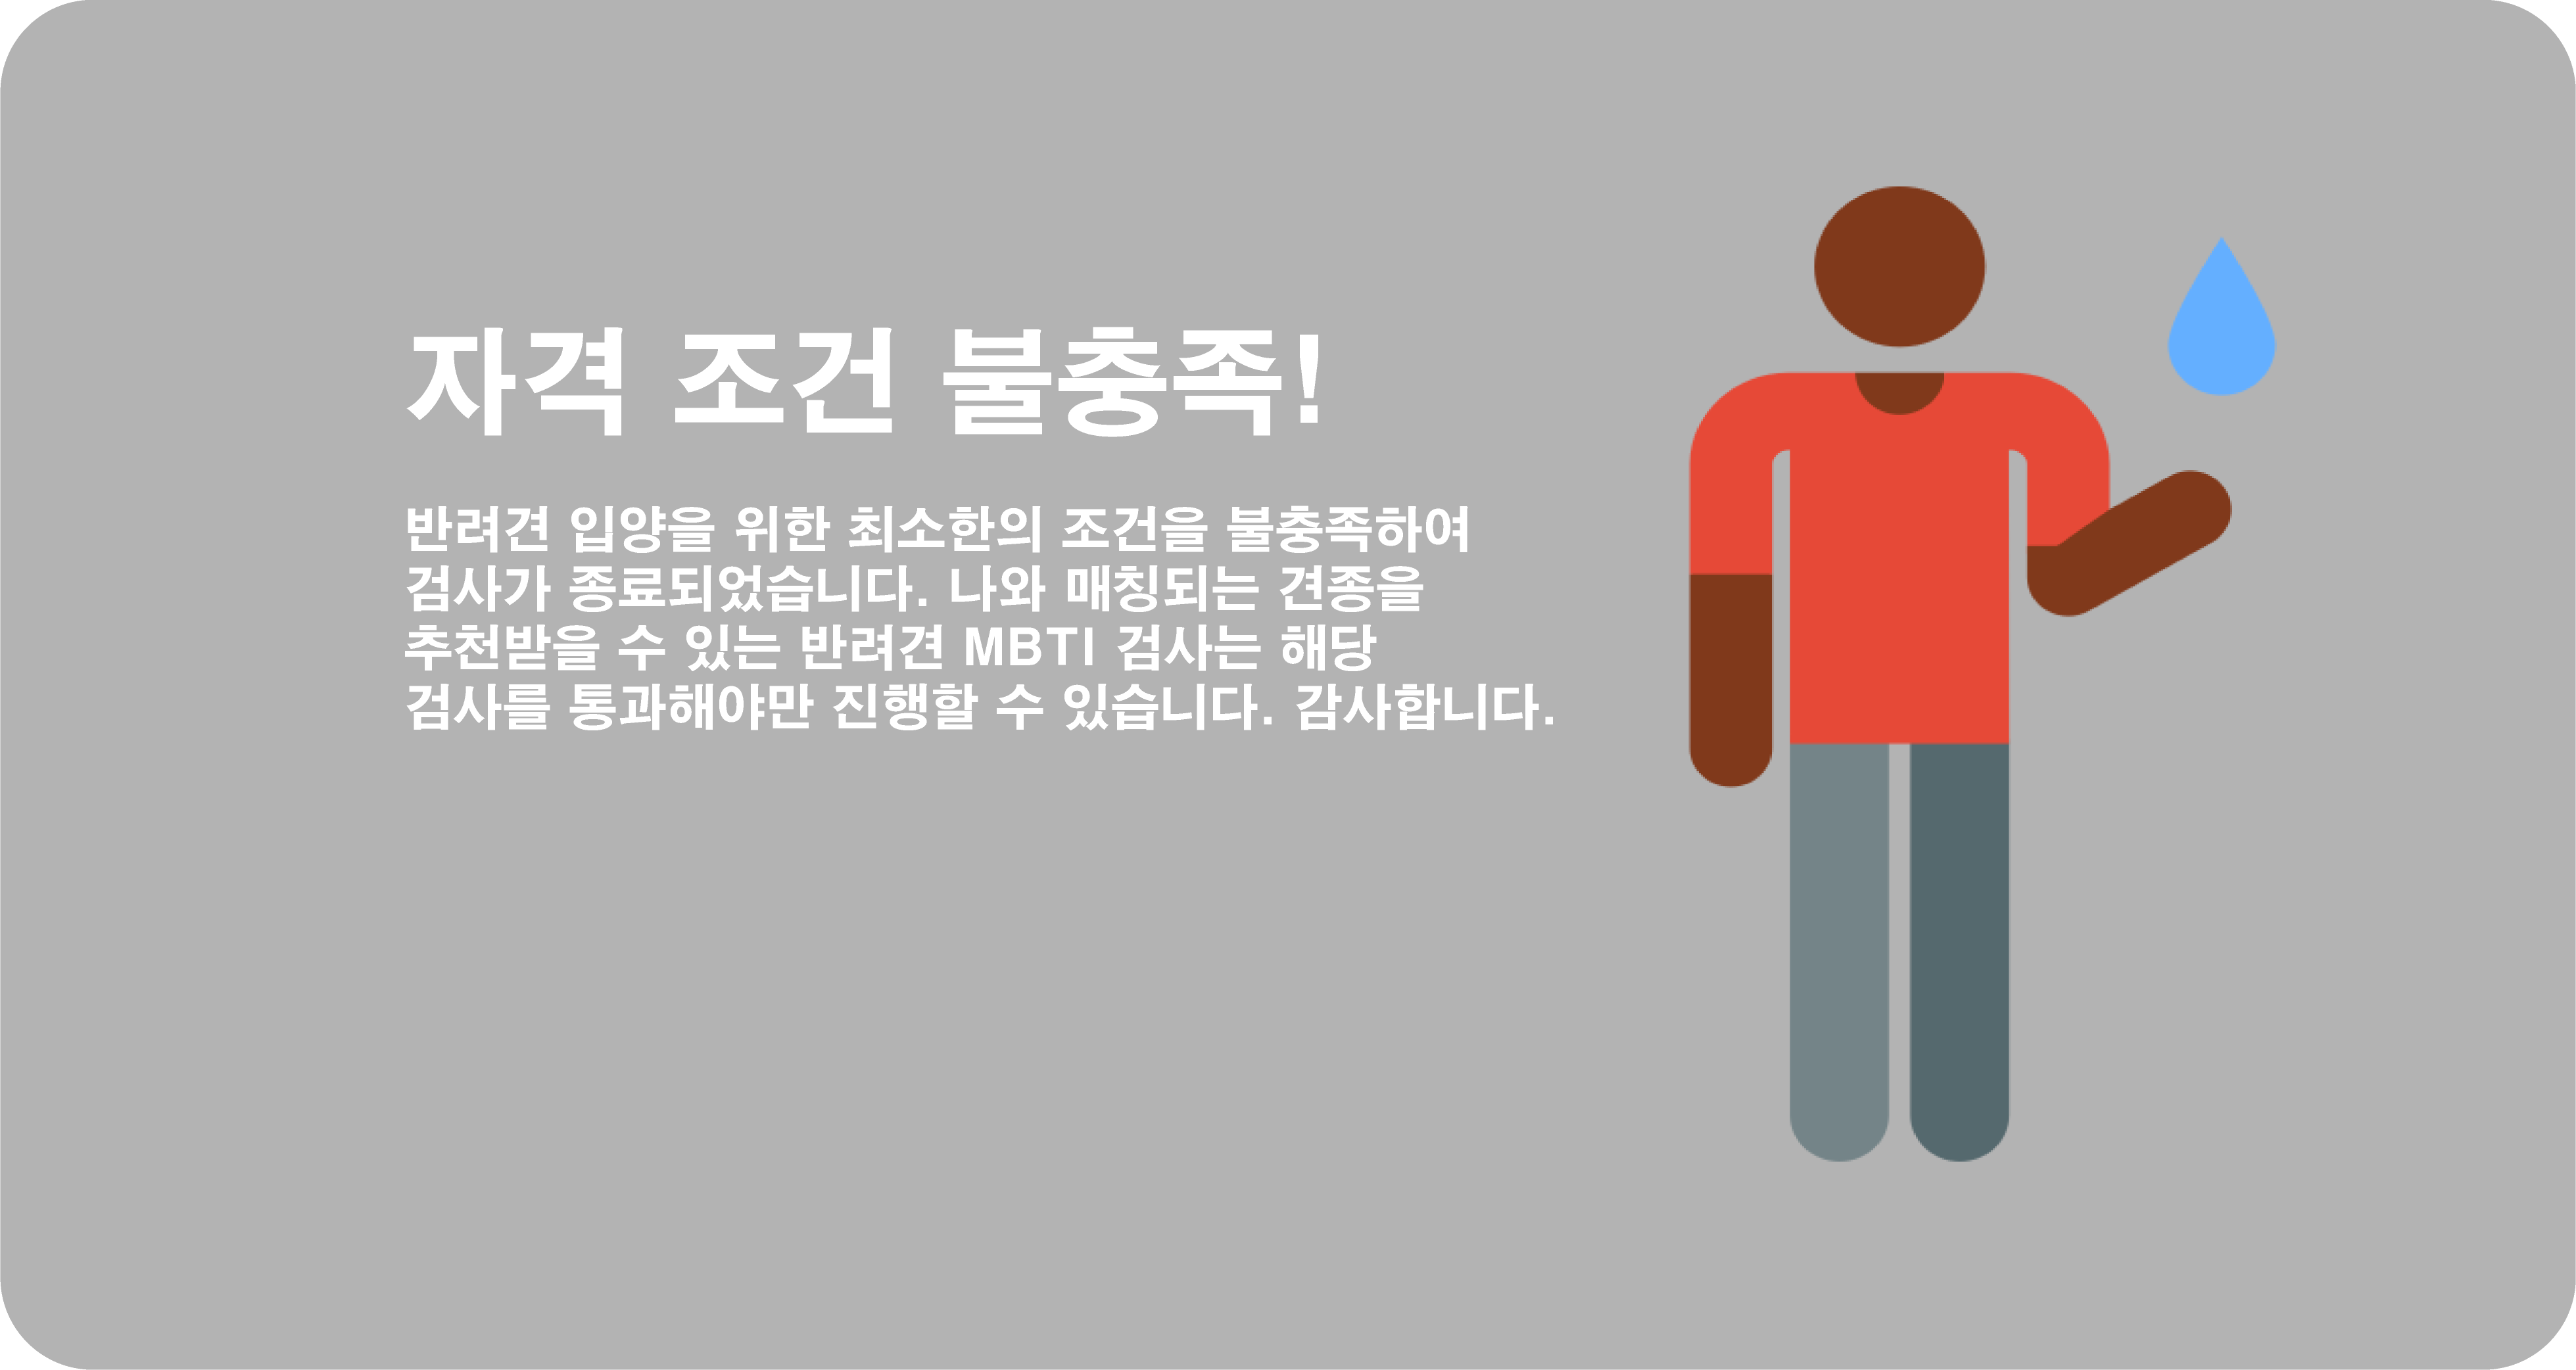 자격 조건 불충족!
반려견 입양을 위한 최소한의 조건을 불충족하여
검사가 종료되었습니다. 나와 매칭되는 견종을
추천받을 수 있는 반려견 MBTI 검사는 해당
검사를 통과해야만 진행할 수 있습니다. 감사합니다.